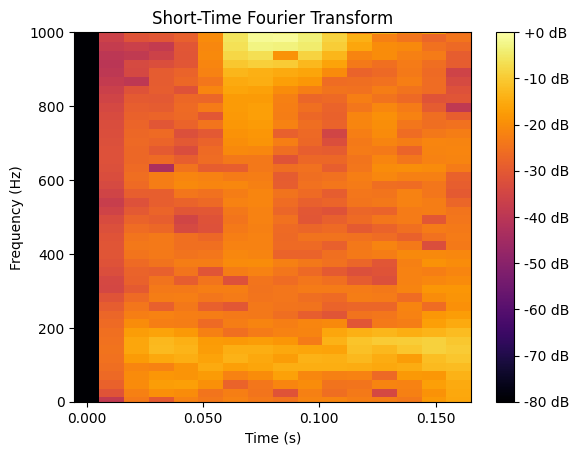 Short-Time Fourier Transform
1000
800
600
400
200
0
Frequency (Hz)
0.000
0.050
0.100
0.150
Time (s)
+0 dB
-10 dB
-20 dB
-30 dB
-40 dB
-50 dB
-60 dB
-70 dB
-80 dB